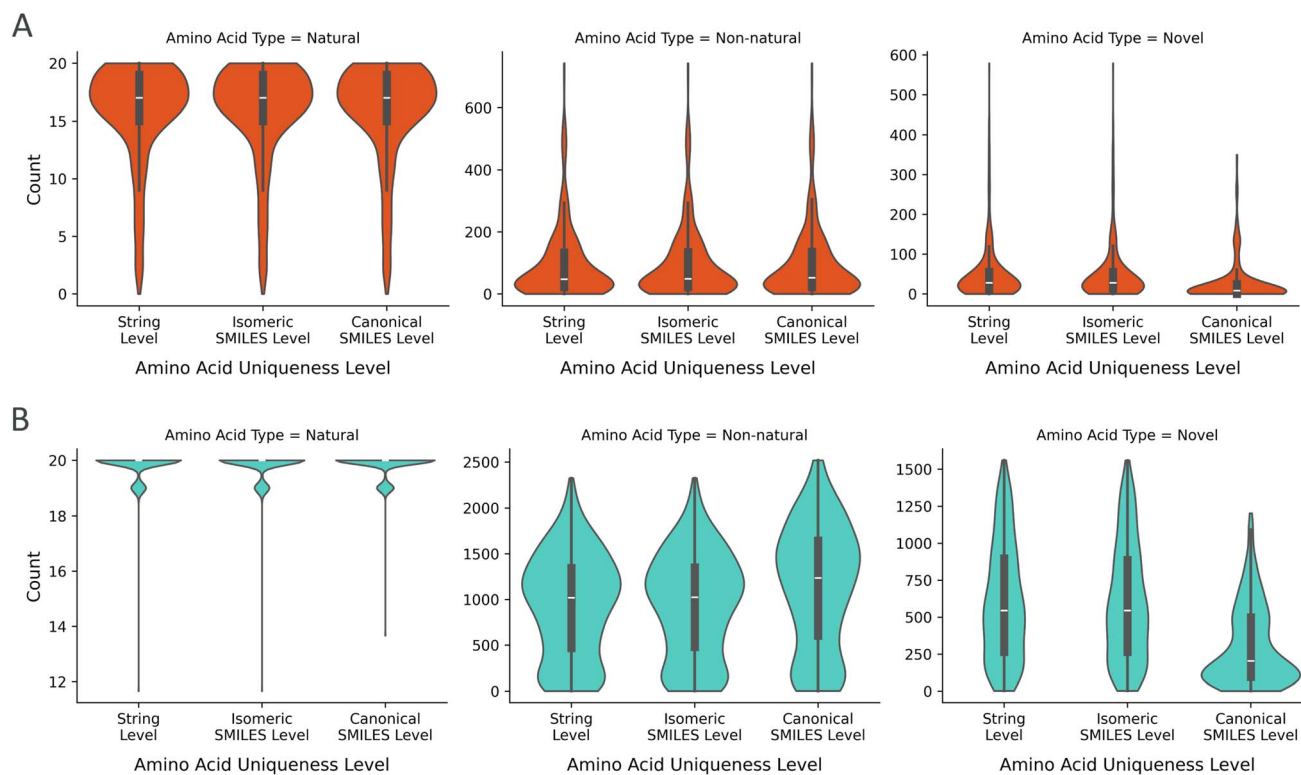 A
Amino Acid Type = Natural
Amino Acid Type = Non-natural
Amino Acid Type = Novel
Count
20
15
10
5
0
600
400
200
0
600
500
400
300
200
100
0
String
Level
Isomeric
SMILES Level
Canonical
SMILES Level
String
Level
Isomeric
SMILES Level
Canonical
SMILES Level
String
Level
Isomeric
SMILES Level
Canonical
SMILES Level
Amino Acid Uniqueness Level
Amino Acid Uniqueness Level
Amino Acid Uniqueness Level
B
Amino Acid Type = Natural
Amino Acid Type = Non-natural
Amino Acid Type = Novel
Count
20
18
16
14
12
2500
2000
1500
1000
500
0
1500
1250
1000
750
500
250
0
String
Level
Isomeric
SMILES Level
Canonical
SMILES Level
String
Level
Isomeric
SMILES Level
Canonical
SMILES Level
String
Level
Isomeric
SMILES Level
Canonical
SMILES Level
Amino Acid Uniqueness Level
Amino Acid Uniqueness Level
Amino Acid Uniqueness Level